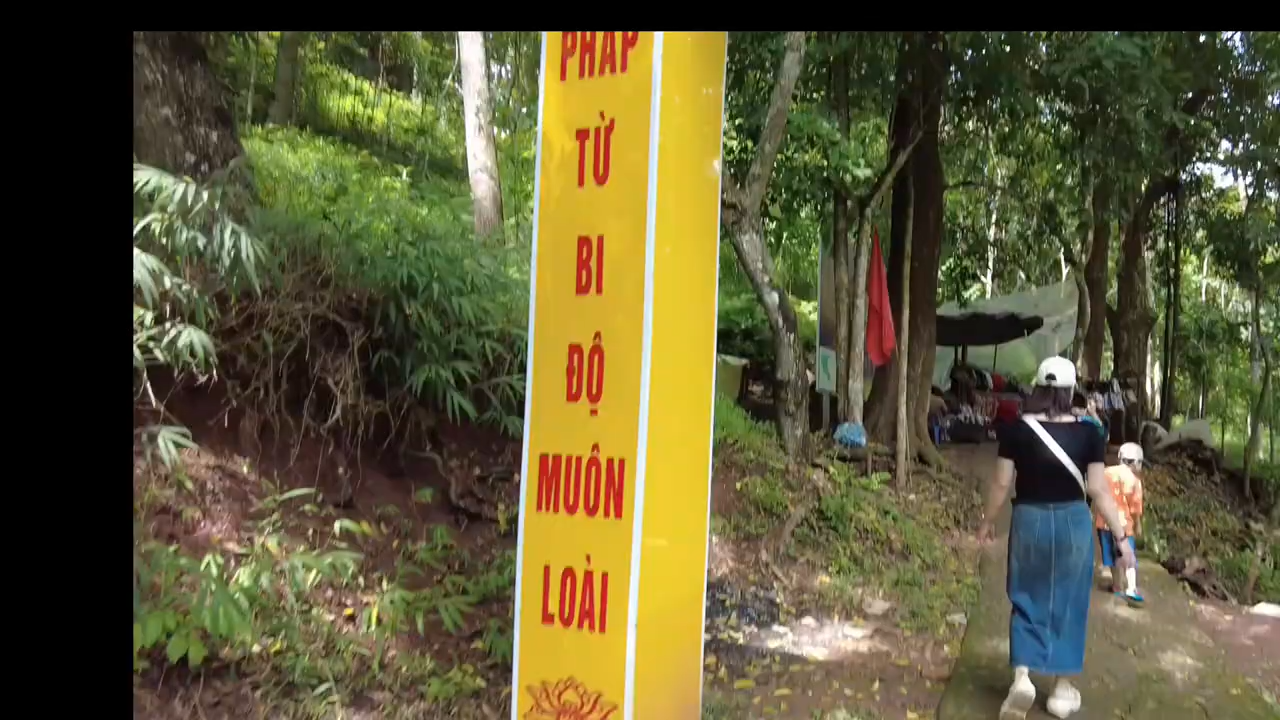 PHÁP
TỪ
BI
ĐỘ
MUÔN
LOÀI